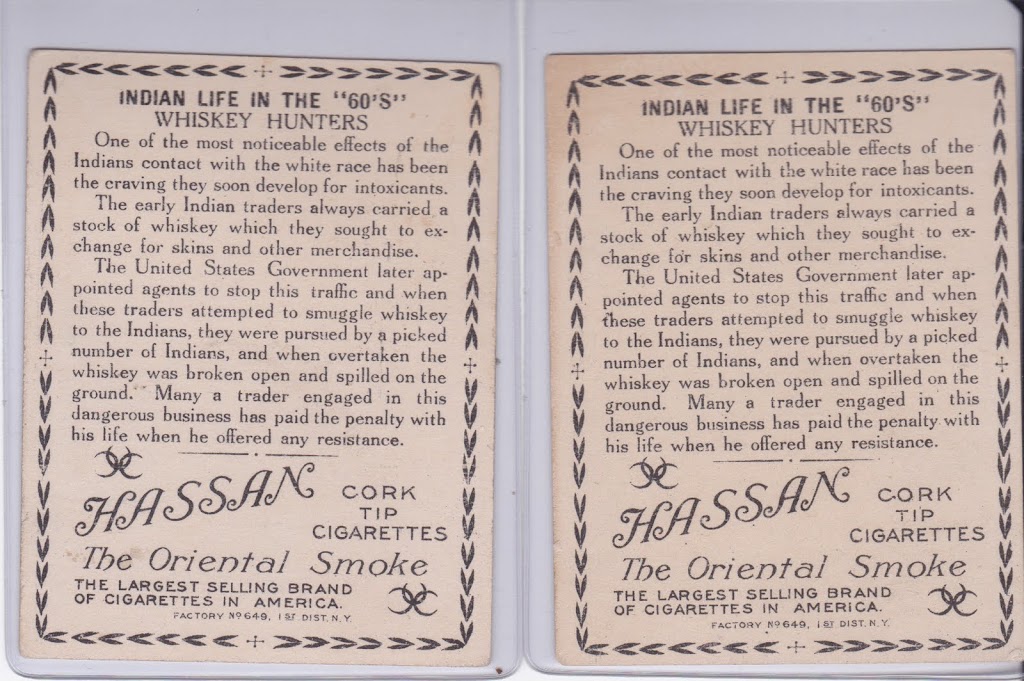 INDIAN LIFE IN THE "60'S"
WHISKEY HUNTERS
One of the most noticeable effects of the
Indians contact with the white race has been
the craving they soon develop for intoxicants.
The early Indian traders always carried a
stock of whiskey which they sought to ex-
change for skins and other merchandise.
The United States Government later ap-
pointed agents to stop this traffic and when
these traders attempted to smuggle whiskey
to the Indians, they were pursued by a picked
number of Indians, and when overtaken the
whiskey was broken open and spilled on the
ground. Many a trader engaged in this
dangerous business has paid the penalty with
his life when he offered any resistance.
HASSAN
CORK
TIP
CIGARETTES
The Oriental Smoke
THE LARGEST SELLING BRAND
OF CIGARETTES IN AMERICA.
FACTORY Nº 649, 1ST DIST. N.Y.
INDIAN LIFE IN THE "60'S"
WHISKEY HUNTERS
One of the most noticeable effects of the
Indians contact with the white race has been
the craving they soon develop for intoxicants.
The early Indian traders always carried a
stock of whiskey which they sought to ex-
change for skins and other merchandise.
The United States Government later ap-
pointed agents to stop this traffic and when
these traders attempted to smuggle whiskey
to the Indians, they were pursued by a picked
number of Indians, and when overtaken the
whiskey was broken open and spilled on the
ground. Many a trader engaged in this
dangerous business has paid the penalty with
his life when he offered any resistance.
HASSAN
CORK
TIP
CIGARETTES
The Oriental Smoke
THE LARGEST SELLING BRAND
OF CIGARETTES IN AMERICA.
FACTORY Nº 649, 1ST DIST. N.Y.